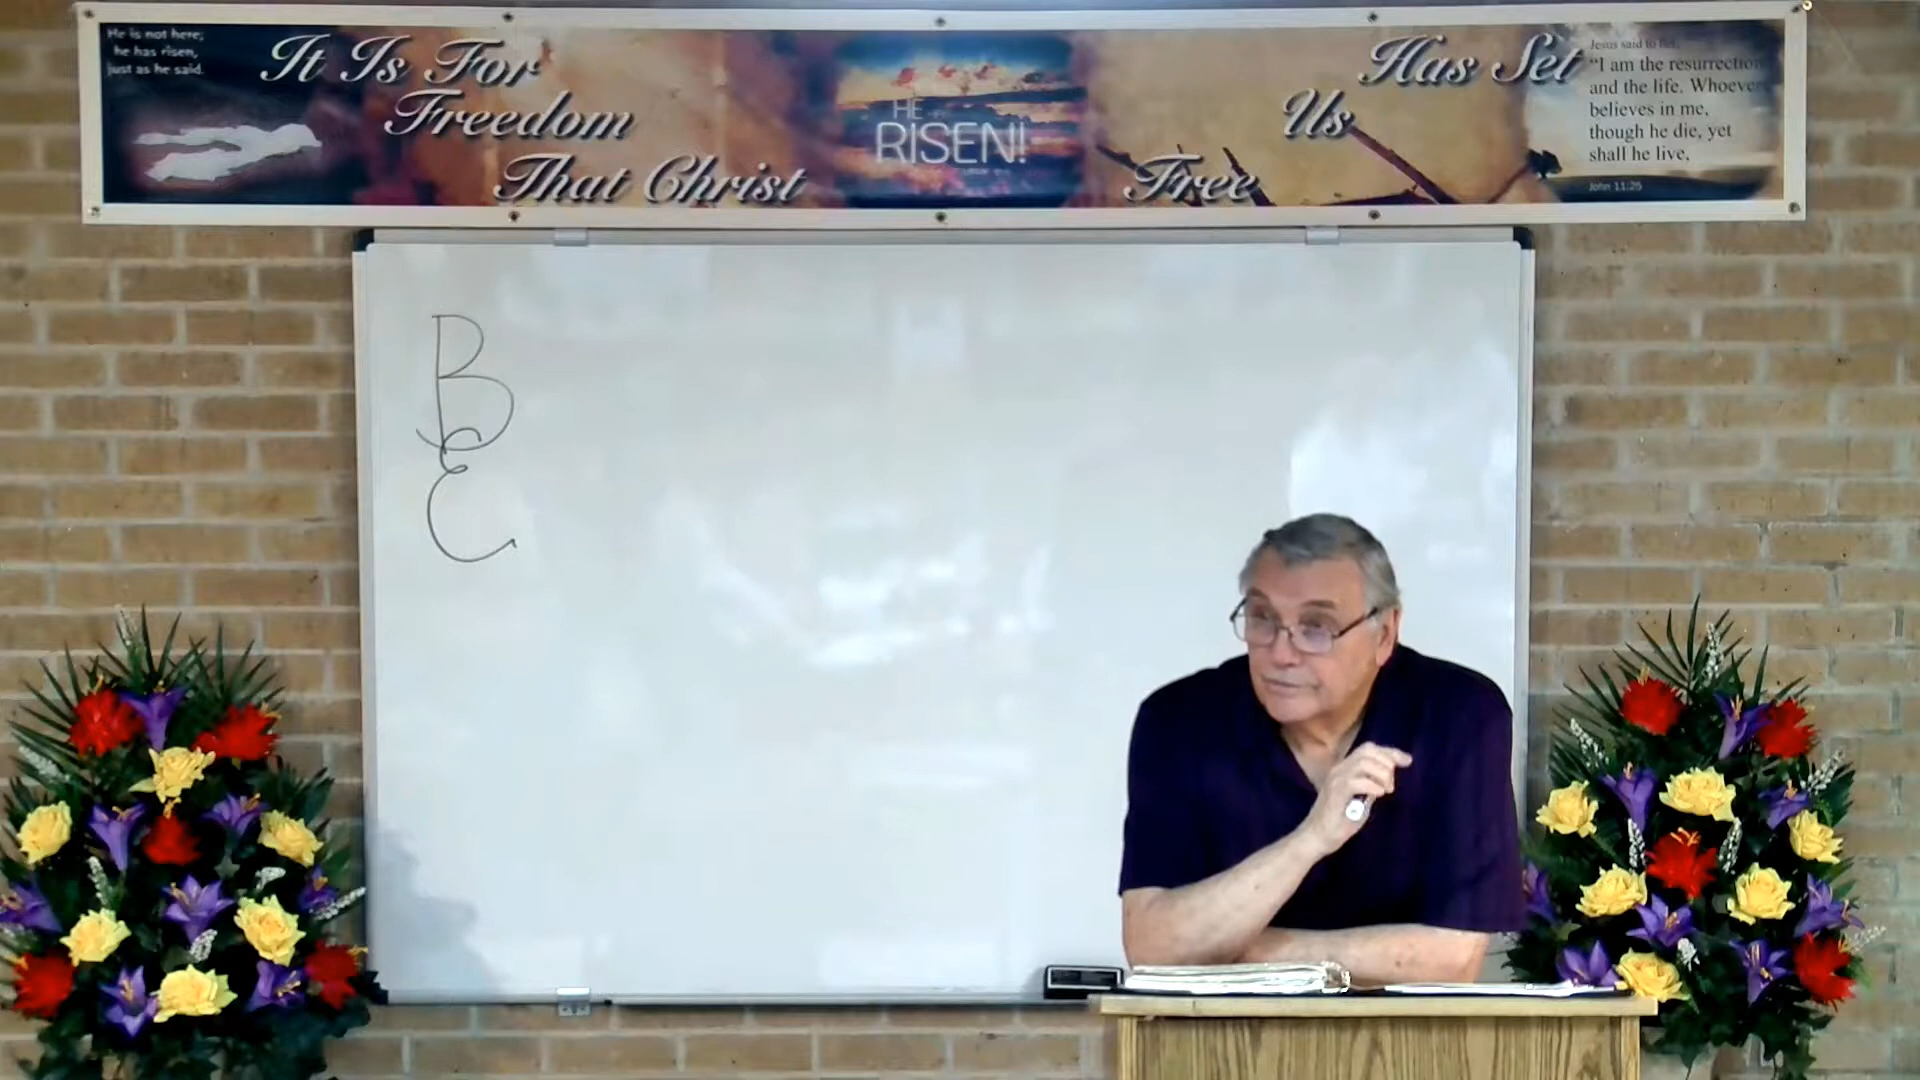 He is not here;
he has risen,
just as he said.
It Is For
Freedom
That Christ
HE
RISEN!
Has Set
Us
Free
Jesus said to her,
“I am the resurrection
and the life. Whoever
believes in me,
though he die, yet
shall he live,
John 11:25
B
C